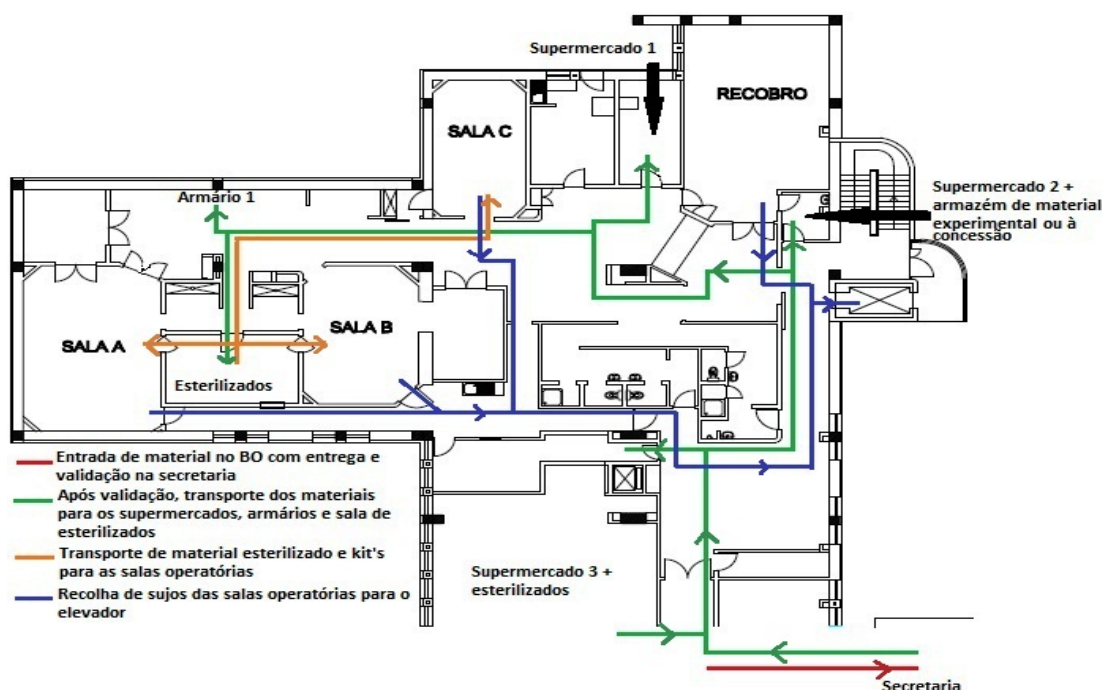 Supermercado 1
RECOBRO
SALA C
Armário 1
Supermercado 2 +
armazém de material
experimental ou à
concessão
SALA B
SALA A
Esterilizados
Entrada de material no BO com entrega e
validação na secretaria
Após validação, transporte dos materiais
para os supermercados, armários e sala de
esterilizados
Transporte de material esterilizado e kit's
para as salas operatórias
Recolha de sujos das salas operatórias para o
elevador
Supermercado 3 +
esterilizados
Secretaria